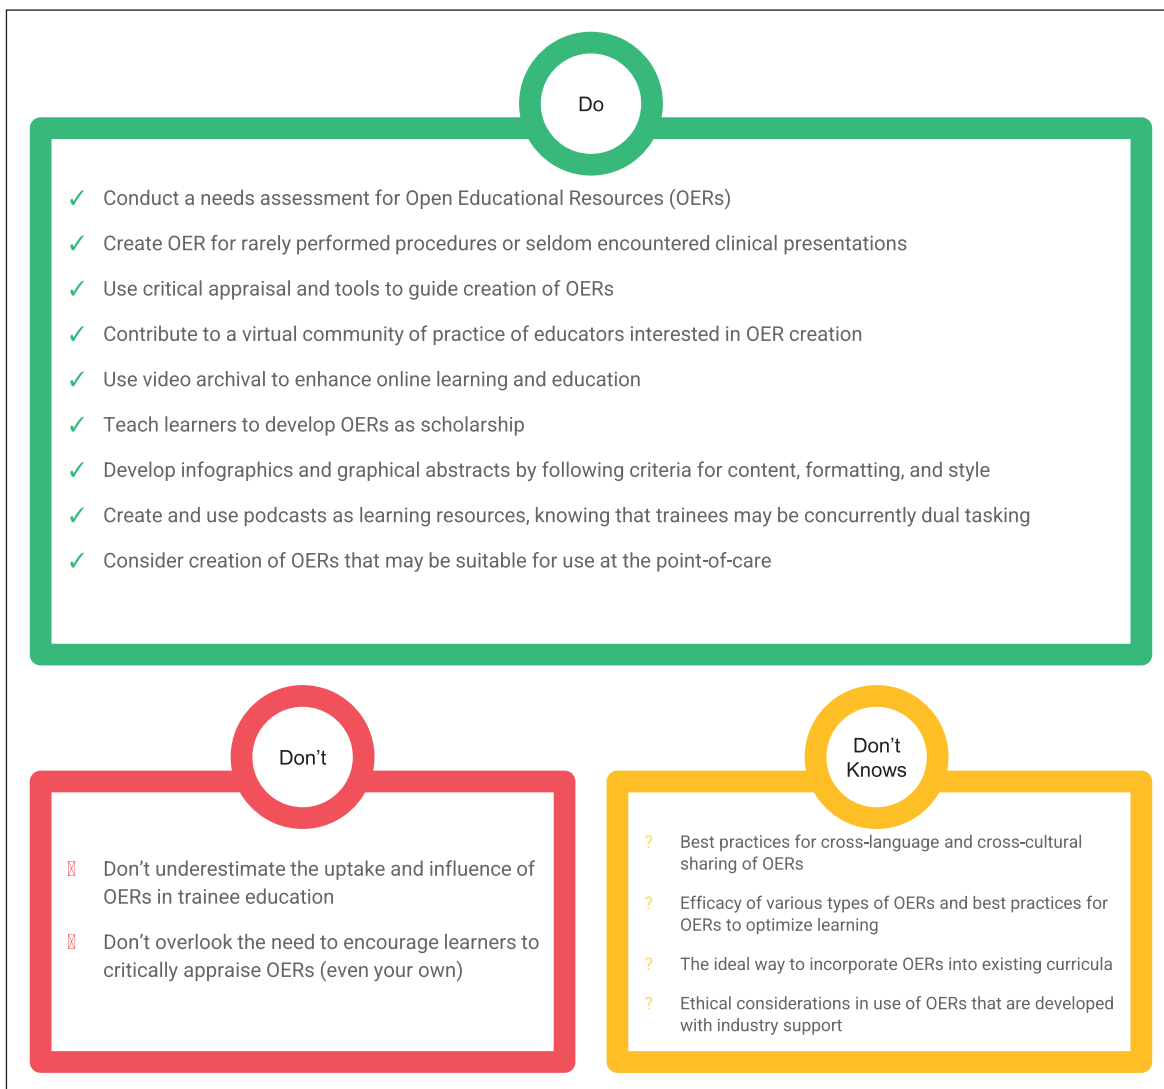 Do
✓ Conduct a needs assessment for Open Educational Resources (OERs)
✓ Create OER for rarely performed procedures or seldom encountered clinical presentations
✓ Use critical appraisal and tools to guide creation of OERs
✓ Contribute to a virtual community of practice of educators interested in OER creation
✓ Use video archival to enhance online learning and education
✓ Teach learners to develop OERs as scholarship
✓ Develop infographics and graphical abstracts by following criteria for content, formatting, and style
✓ Create and use podcasts as learning resources, knowing that trainees may be concurrently dual tasking
✓ Consider creation of OERs that may be suitable for use at the point-of-care
Don't
Don't underestimate the uptake and influence of
OERs in trainee education
Don't overlook the need to encourage learners to
critically appraise OERs (even your own)
Don't
Knows
? Best practices for cross-language and cross-cultural
sharing of OERs
? Efficacy of various types of OERs and best practices for
OERs to optimize learning
? The ideal way to incorporate OERs into existing curricula
? Ethical considerations in use of OERs that are developed
with industry support